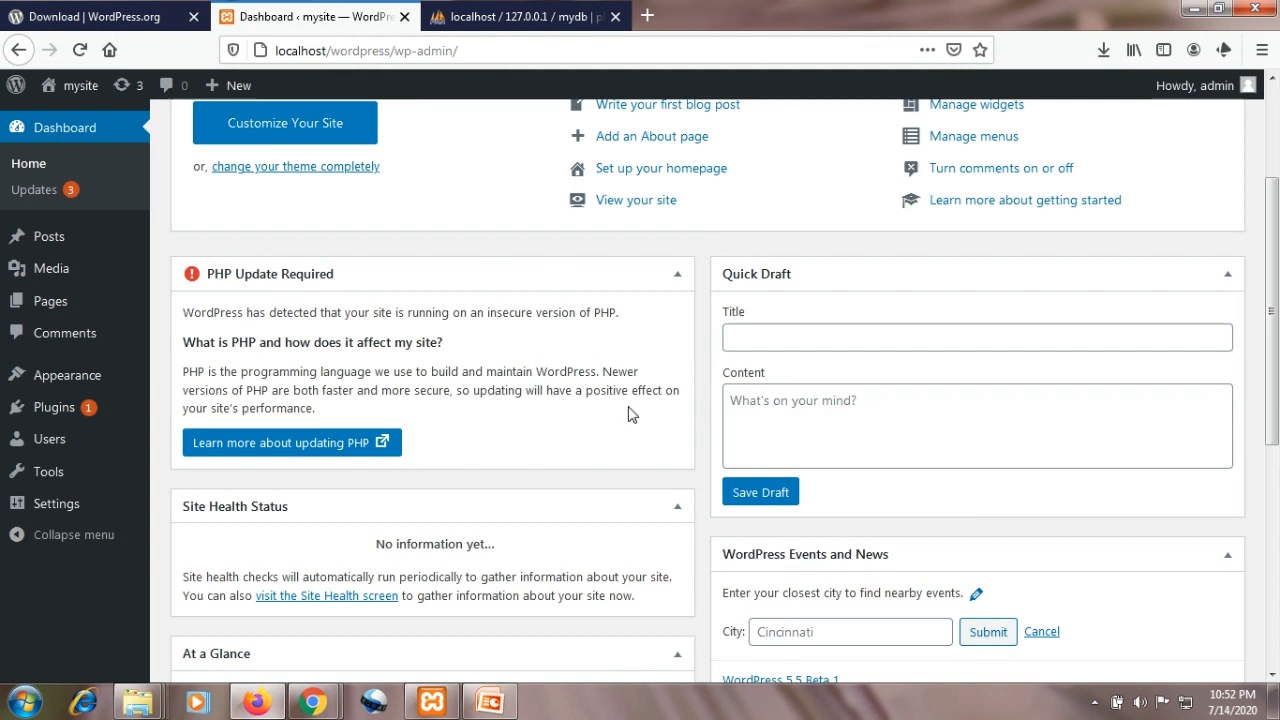 Download | WordPress.org
Dashboard ‹ mysite — WordPre
localhost / 127.0.0.1 / mydb | p
localhost/wordpress/wp-admin/
mysite
3
0
New
Howdy, admin
Dashboard
Home
Updates 3
Posts
Media
Pages
Comments
Appearance
Plugins 1
Users
Tools
Settings
Collapse menu
Customize Your Site
or, change your theme completely
Write your first blog post
Add an About page
Set up your homepage
View your site
Manage widgets
Manage menus
Turn comments on or off
Learn more about getting started
PHP Update Required
WordPress has detected that your site is running on an insecure version of PHP.
What is PHP and how does it affect my site?
PHP is the programming language we use to build and maintain WordPress. Newer
versions of PHP are both faster and more secure, so updating will have a positive effect on
your site's performance.
Learn more about updating PHP
Site Health Status
No information yet...
Site health checks will automatically run periodically to gather information about your site.
You can also visit the Site Health screen to gather information about your site now.
At a Glance
Quick Draft
Title
Content
What's on your mind?
Save Draft
WordPress Events and News
Enter your closest city to find nearby events.
City: Cincinnati Submit Cancel
WordPress 5.5 Beta 1
10:52 PM
7/14/2020